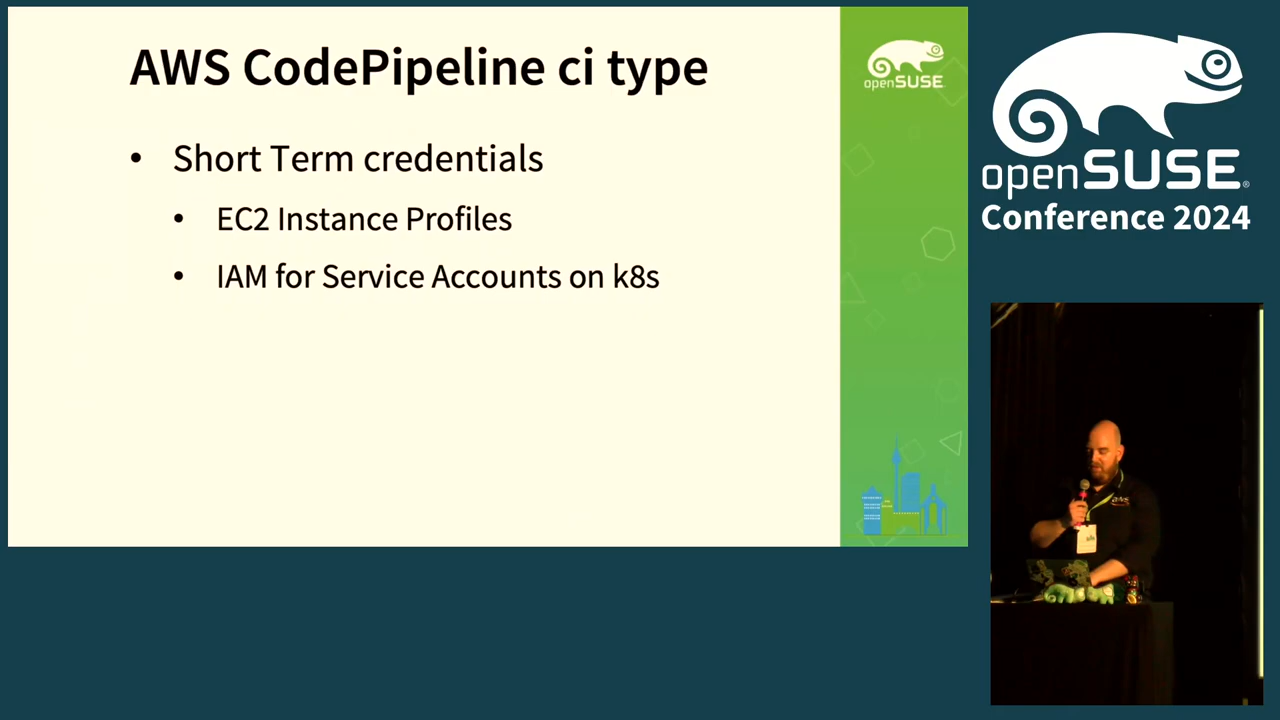 AWS CodePipeline ci type
• Short Term credentials
• EC2 Instance Profiles
• IAM for Service Accounts on k8s
openSUSE
openSUSE®
Conference 2024
aws